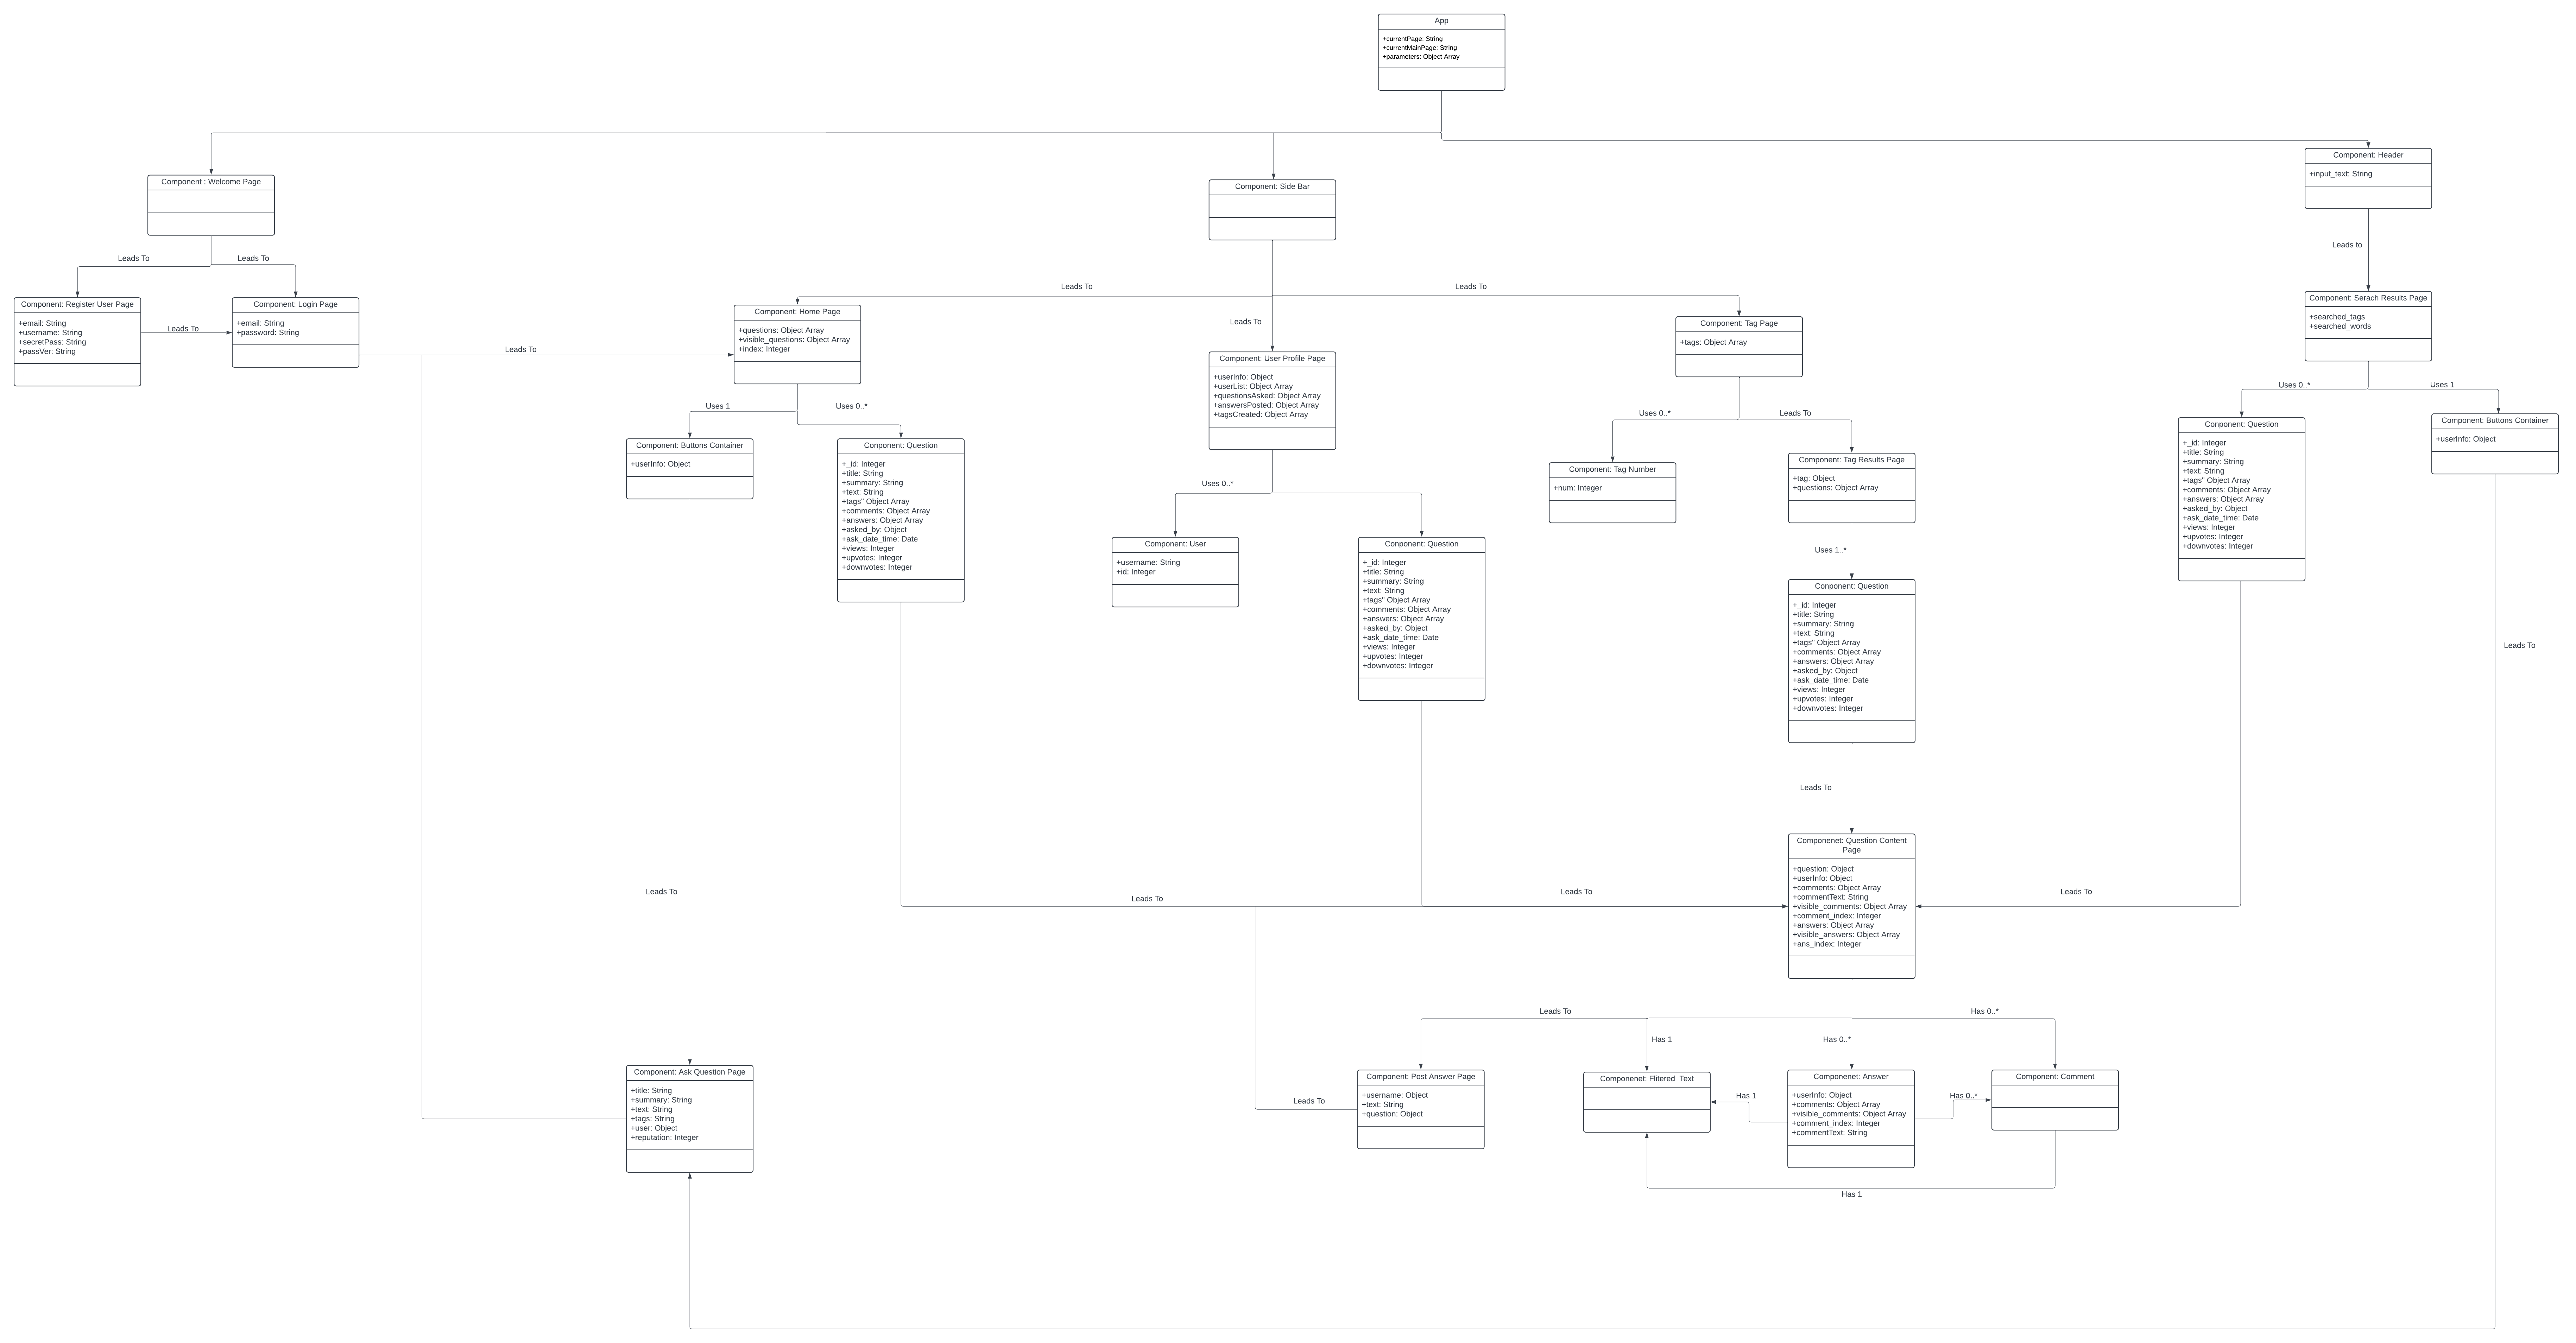 App
+currentPage: String
+currentMainPage: String
+parameters: Object Array
Component : Welcome Page
Component: Side Bar
Component: Header
+input_text: String
Leads To
Leads To
Leads to
Component: Register User Page
+email: String
+username: String
+secretPass: String
+passVer: String
Leads To
Component: Login Page
+email: String
+password: String
Leads To
Leads To
Leads To
Leads To
Component: Home Page
+questions: Object Array
+visible_questions: Object Array
+index: Integer
Component: User Profile Page
+userInfo: Object
+userList: Object Array
+questionsAsked: Object Array
+answersPosted: Object Array
+tagsCreated: Object Array
Component: Tag Page
+tags: Object Array
Component: Serach Results Page
+searched_tags
+searched_words
Uses 1
Uses 0..*
Uses 0..*
Uses 0..*
Leads To
Uses 0..*
Uses 1
Component: Buttons Container
+userInfo: Object
Conponent: Question
+_id: Integer
+title: String
+summary: String
+text: String
+tags" Object Array
+comments: Object Array
+answers: Object Array
+asked_by: Object
+ask_date_time: Date
+views: Integer
+upvotes: Integer
+downvotes: Integer
Component: User
+username: String
+id: Integer
Conponent: Question
+_id: Integer
+title: String
+summary: String
+text: String
+tags" Object Array
+comments: Object Array
+answers: Object Array
+asked_by: Object
+ask_date_time: Date
+views: Integer
+upvotes: Integer
+downvotes: Integer
Component: Tag Number
+num: Integer
Component: Tag Results Page
+tag: Object
+questions: Object Array
Uses 1..*
Conponent: Question
+_id: Integer
+title: String
+summary: String
+text: String
+tags" Object Array
+comments: Object Array
+answers: Object Array
+asked_by: Object
+ask_date_time: Date
+views: Integer
+upvotes: Integer
+downvotes: Integer
Conponent: Question
+_id: Integer
+title: String
+summary: String
+text: String
+tags" Object Array
+comments: Object Array
+answers: Object Array
+asked_by: Object
+ask_date_time: Date
+views: Integer
+upvotes: Integer
+downvotes: Integer
Component: Buttons Container
+userInfo: Object
Leads To
Leads To
Leads To
Leads To
Leads To
Leads To
Componenet: Question Content
Page
+question: Object
+userInfo: Object
+comments: Object Array
+commentText: String
+visible_comments: Object Array
+comment_index: Integer
+answers: Object Array
+visible_answers: Object Array
+ans_index: Integer
Leads To
Leads To
Has 1
Has 0..*
Has 0..*
Component: Ask Question Page
+title: String
+summary: String
+text: String
+tags: String
+user: Object
+reputation: Integer
Leads To
Component: Post Answer Page
+username: Object
+text: String
+question: Object
Componenet: Flitered  Text
Has 1
Componenet: Answer
+userInfo: Object
+comments: Object Array
+visible_comments: Object Array
+comment_index: Integer
+commentText: String
Has 0..*
Component: Comment
Has 1